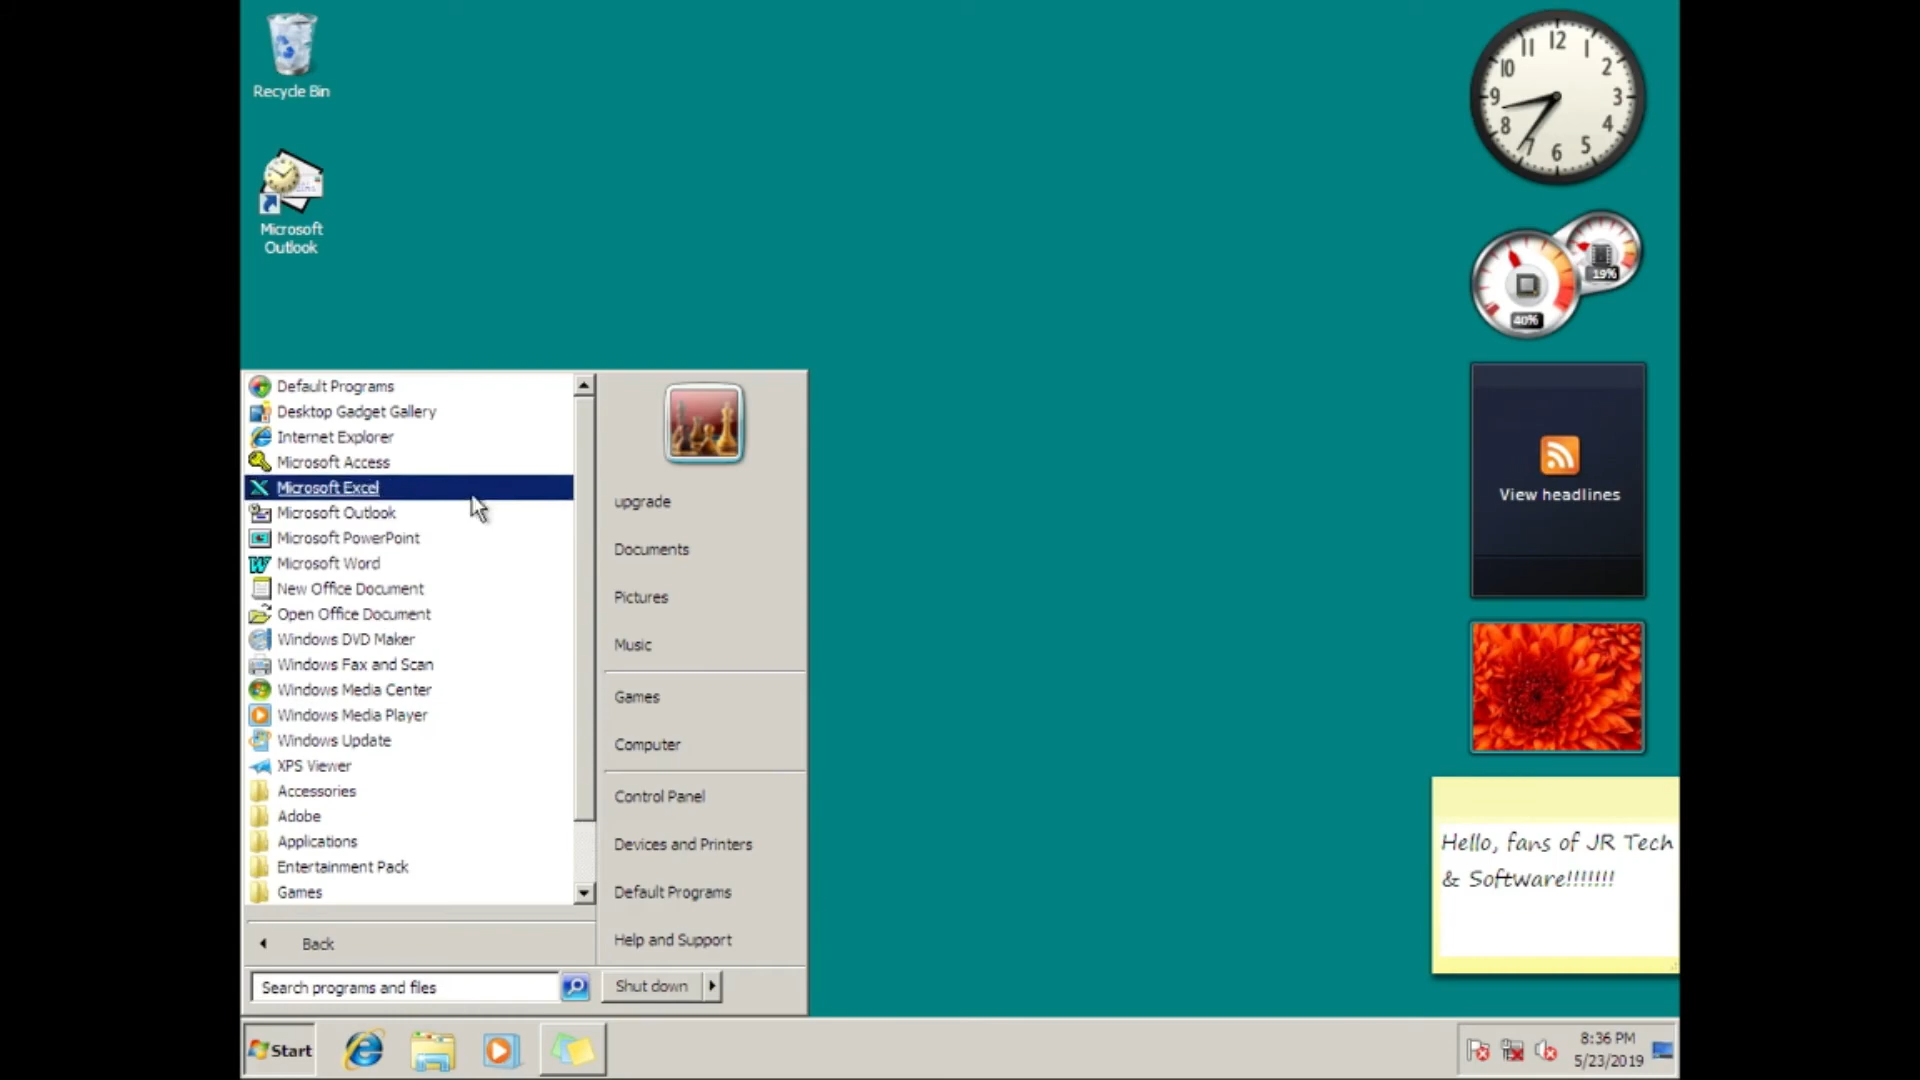 Recycle Bin
Microsoft
Outlook
12
11
1
10
2
9
3
8
4
7
5
6
19%
40%
View headlines
Hello, fans of JR Tech
& Software!!!!!!!
Default Programs
Desktop Gadget Gallery
Internet Explorer
Microsoft Access
Microsoft Excel
Microsoft Outlook
Microsoft PowerPoint
Microsoft Word
New Office Document
Open Office Document
Windows DVD Maker
Windows Fax and Scan
Windows Media Center
Windows Media Player
Windows Update
XPS Viewer
Accessories
Adobe
Applications
Entertainment Pack
Games
Back
Search programs and files
upgrade
Documents
Pictures
Music
Games
Computer
Control Panel
Devices and Printers
Default Programs
Help and Support
Shut down
Start
8:36 PM
5/23/2019